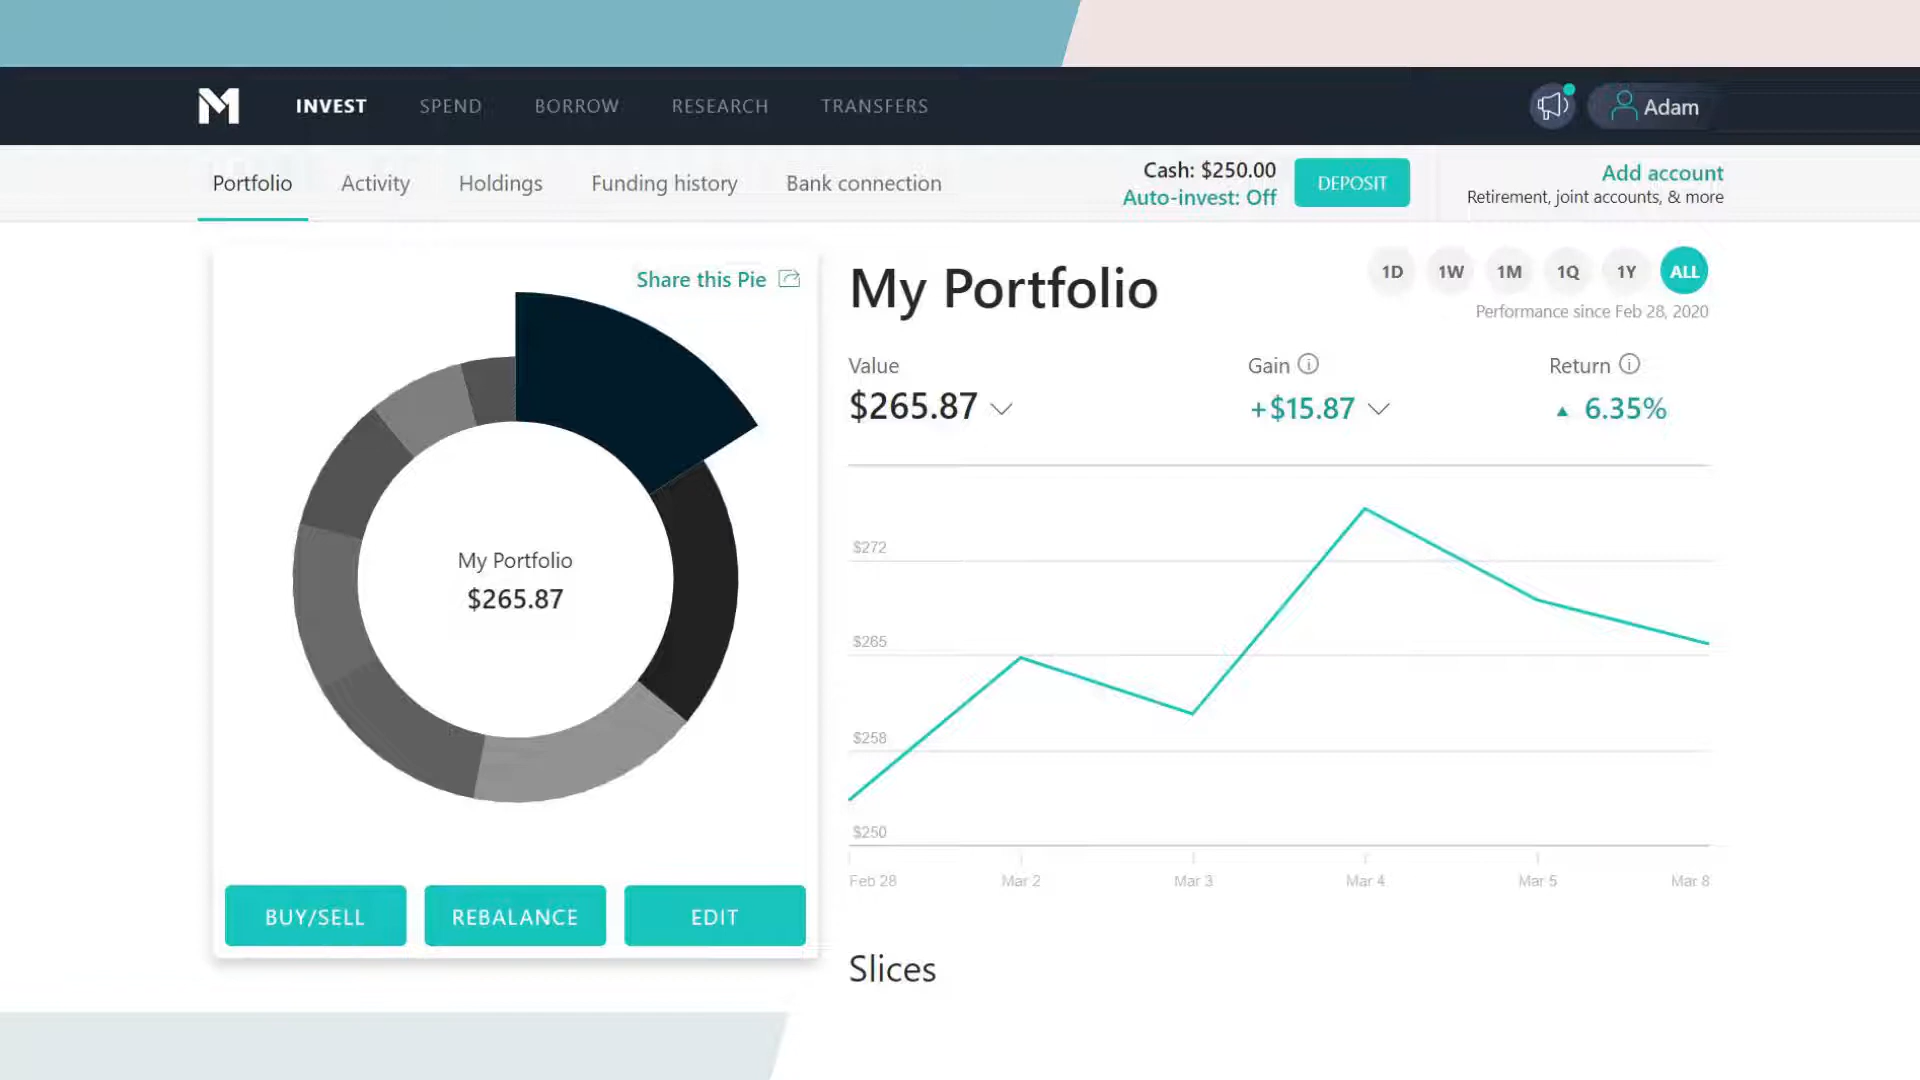 M INVEST SPEND BORROW RESEARCH TRANSFERS Adam
Portfolio Activity Holdings Funding history Bank connection
Cash: $250.00
Auto-invest: Off
DEPOSIT
Add account
Retirement, joint accounts, & more
Share this Pie
My Portfolio
$265.87
BUY/SELL REBALANCE EDIT
My Portfolio
1D 1W 1M 1Q 1Y ALL
Performance since Feb 28, 2020
Value
$265.87
Gain
+$15.87
Return
6.35%
$272
$265
$258
$250
Feb 28 Mar 2 Mar 3 Mar 4 Mar 5 Mar 8
Slices